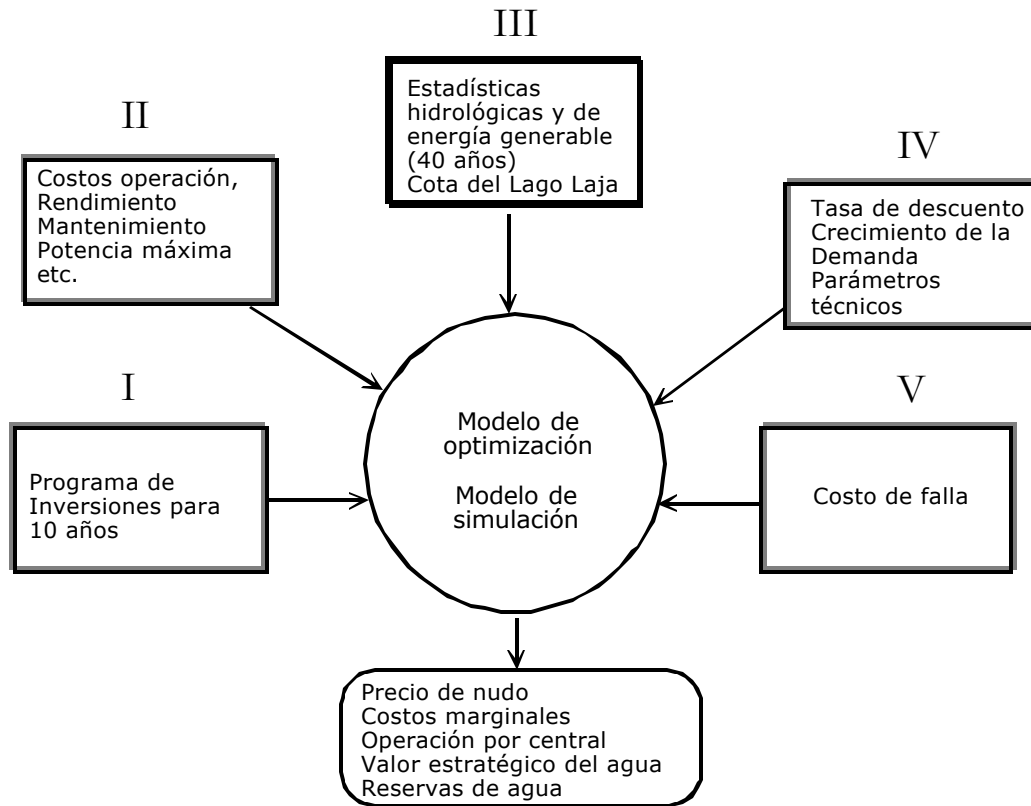 III
Estadísticas
hidrológicas y de
energía generable
(40 años)
Cota del Lago Laja
II
Costos operación,
Rendimiento
Mantenimiento
Potencia máxima
etc.
IV
Tasa de descuento
Crecimiento de la
Demanda
Parámetros
técnicos
I
Programa de
Inversiones para
10 años
V
Costo de falla
Modelo de
optimización
Modelo de
simulación
Precio de nudo
Costos marginales
Operación por central
Valor estratégico del agua
Reservas de agua